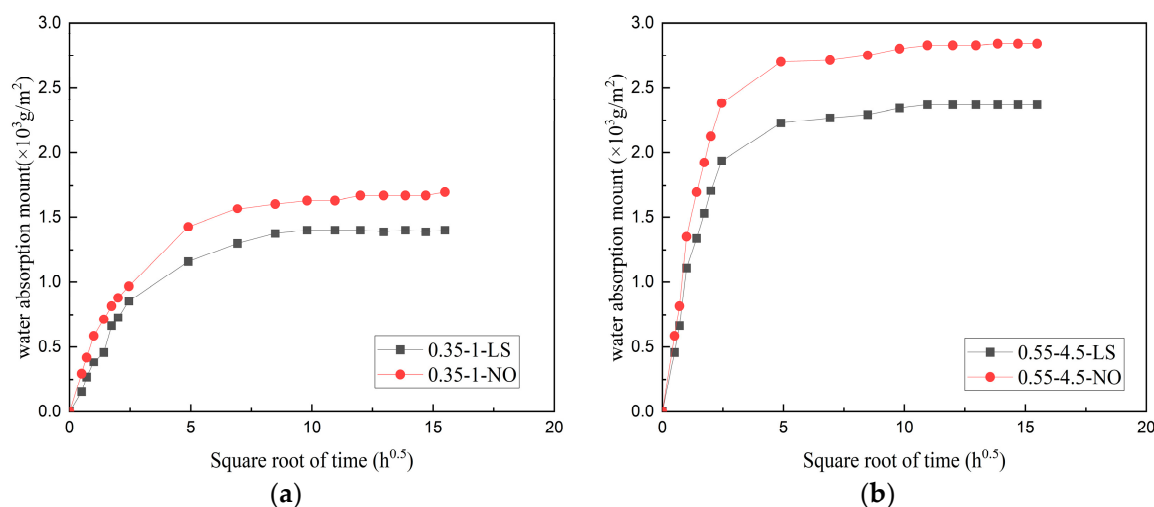 3.0
2.5
2.0
1.5
1.0
0.5
0.0
water absorption mount(×10³g/m²)
0.35-1-LS
0.35-1-NO
0 5 10 15 20
Square root of time (h^0.5)
(a)
3.0
2.5
2.0
1.5
1.0
0.5
0.0
water absorption mount (×10³g/m²)
0.55-4.5-LS
0.55-4.5-NO
0 5 10 15 20
Square root of time (h^0.5)
(b)